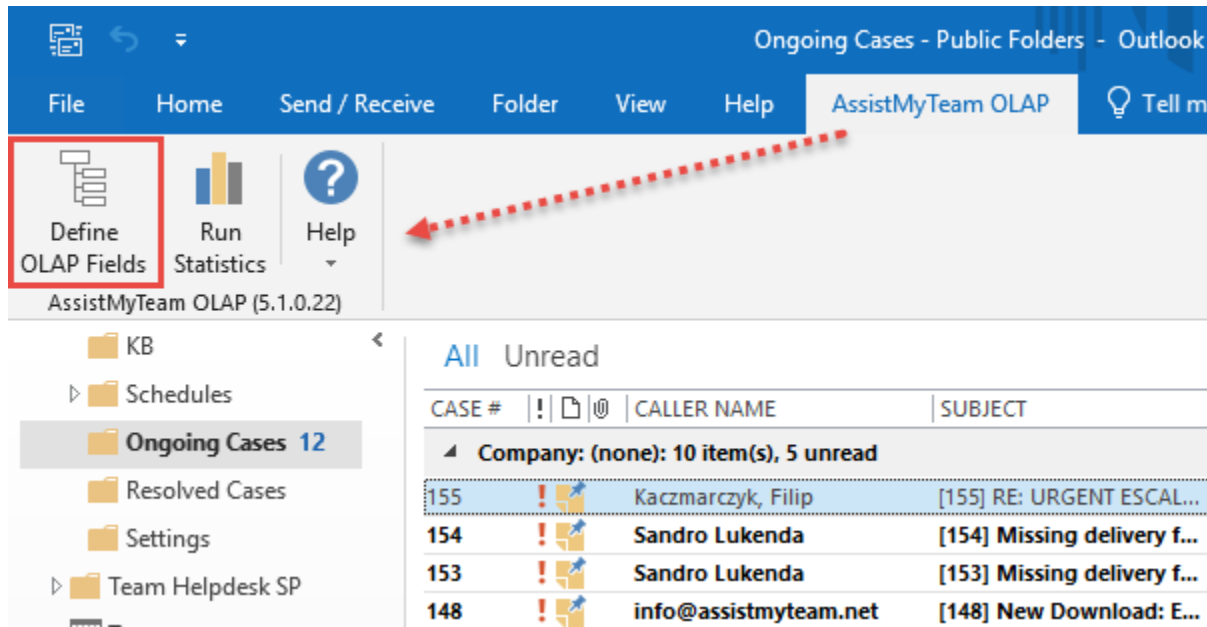 Ongoing Cases - Public Folders - Outlook
File Home Send / Receive Folder View Help AssistMyTeam OLAP Tell m
Define OLAP Fields
Run Statistics
Help
AssistMyTeam OLAP (5.1.0.22)
KB
Schedules
Ongoing Cases 12
Resolved Cases
Settings
Team Helpdesk SP
All Unread
CASE # ! CALLER NAME SUBJECT
Company: (none): 10 item(s), 5 unread
155 ! Kaczmarczyk, Filip [155] RE: URGENT ESCAL...
154 ! Sandro Lukenda [154] Missing delivery f...
153 ! Sandro Lukenda [153] Missing delivery f...
148 ! info@assistmyteam.net [148] New Download: E...